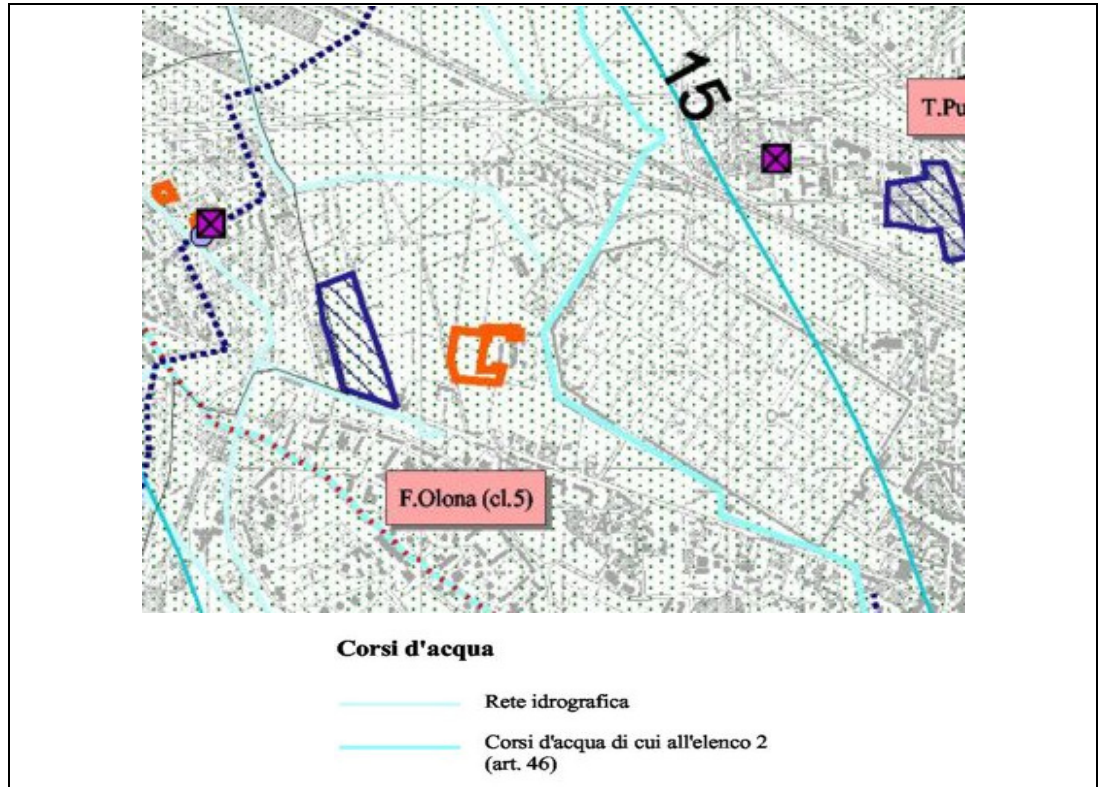 15
T.Pu
F.Olona (cl.5)
Corsi d'acqua
Rete idrografica
Corsi d'acqua di cui all'elenco 2
(art. 46)